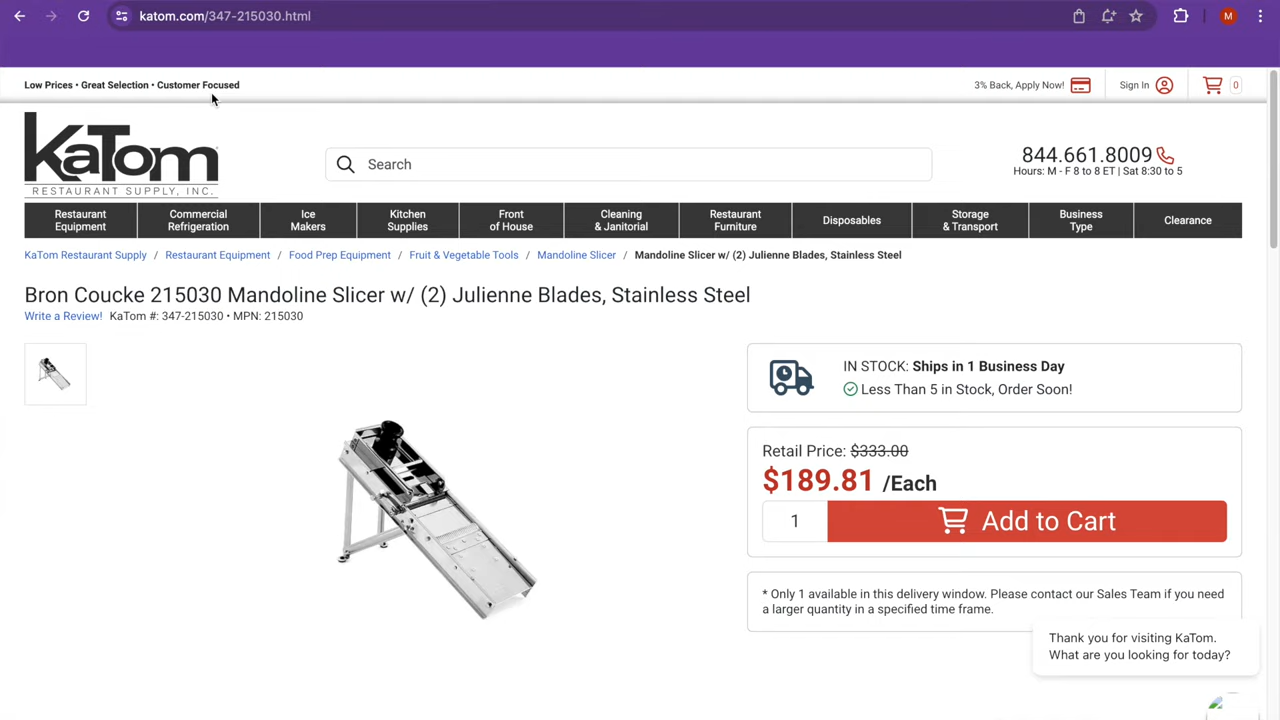 katom.com/347-215030.html
M
Low Prices • Great Selection • Customer Focused
3% Back, Apply Now!
Sign In
0
KaTom
RESTAURANT SUPPLY, INC.
Search
844.661.8009
Hours: M - F 8 to 8 ET | Sat 8:30 to 5
Restaurant
Equipment
Commercial
Refrigeration
Ice
Makers
Kitchen
Supplies
Front
of House
Cleaning
& Janitorial
Restaurant
Furniture
Disposables
Storage
& Transport
Business
Type
Clearance
KaTom Restaurant Supply / Restaurant Equipment / Food Prep Equipment / Fruit & Vegetable Tools / Mandoline Slicer / Mandoline Slicer w/ (2) Julienne Blades, Stainless Steel
Bron Coucke 215030 Mandoline Slicer w/ (2) Julienne Blades, Stainless Steel
Write a Review! KaTom #: 347-215030 • MPN: 215030
IN STOCK: Ships in 1 Business Day
Less Than 5 in Stock, Order Soon!
Retail Price: $333.00
$189.81 /Each
1
Add to Cart
* Only 1 available in this delivery window. Please contact our Sales Team if you need
a larger quantity in a specified time frame.
Thank you for visiting KaTom.
What are you looking for today?